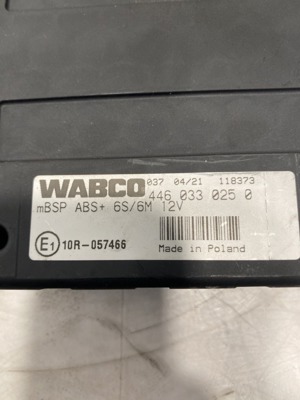 WABCO 037 04/21 118373
446 033 025 0
mBSP ABS+ 6S/6M 12V
E1 10R-057466
Made in Poland